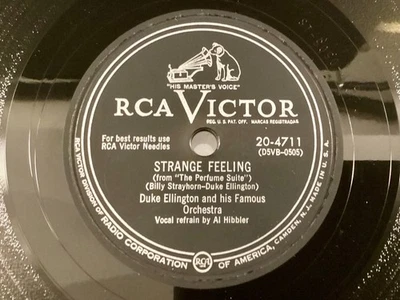 "HIS MASTER'S VOICE"
RCA VICTOR
REG. U. S. PAT. OFF. MARCAS REGISTRADAS
For best results use
RCA Victor Needles
20-4711
(D5VB-0505)
STRANGE FEELING
(from "The Perfume Suite")
(Billy Strayhorn-Duke Ellington)
Duke Ellington and his Famous
Orchestra
Vocal refrain by Al Hibbler
RCA VICTOR DIVISION OF RADIO CORPORATION OF AMERICA, CAMDEN, N.J. MADE IN U.S.A.
RCA